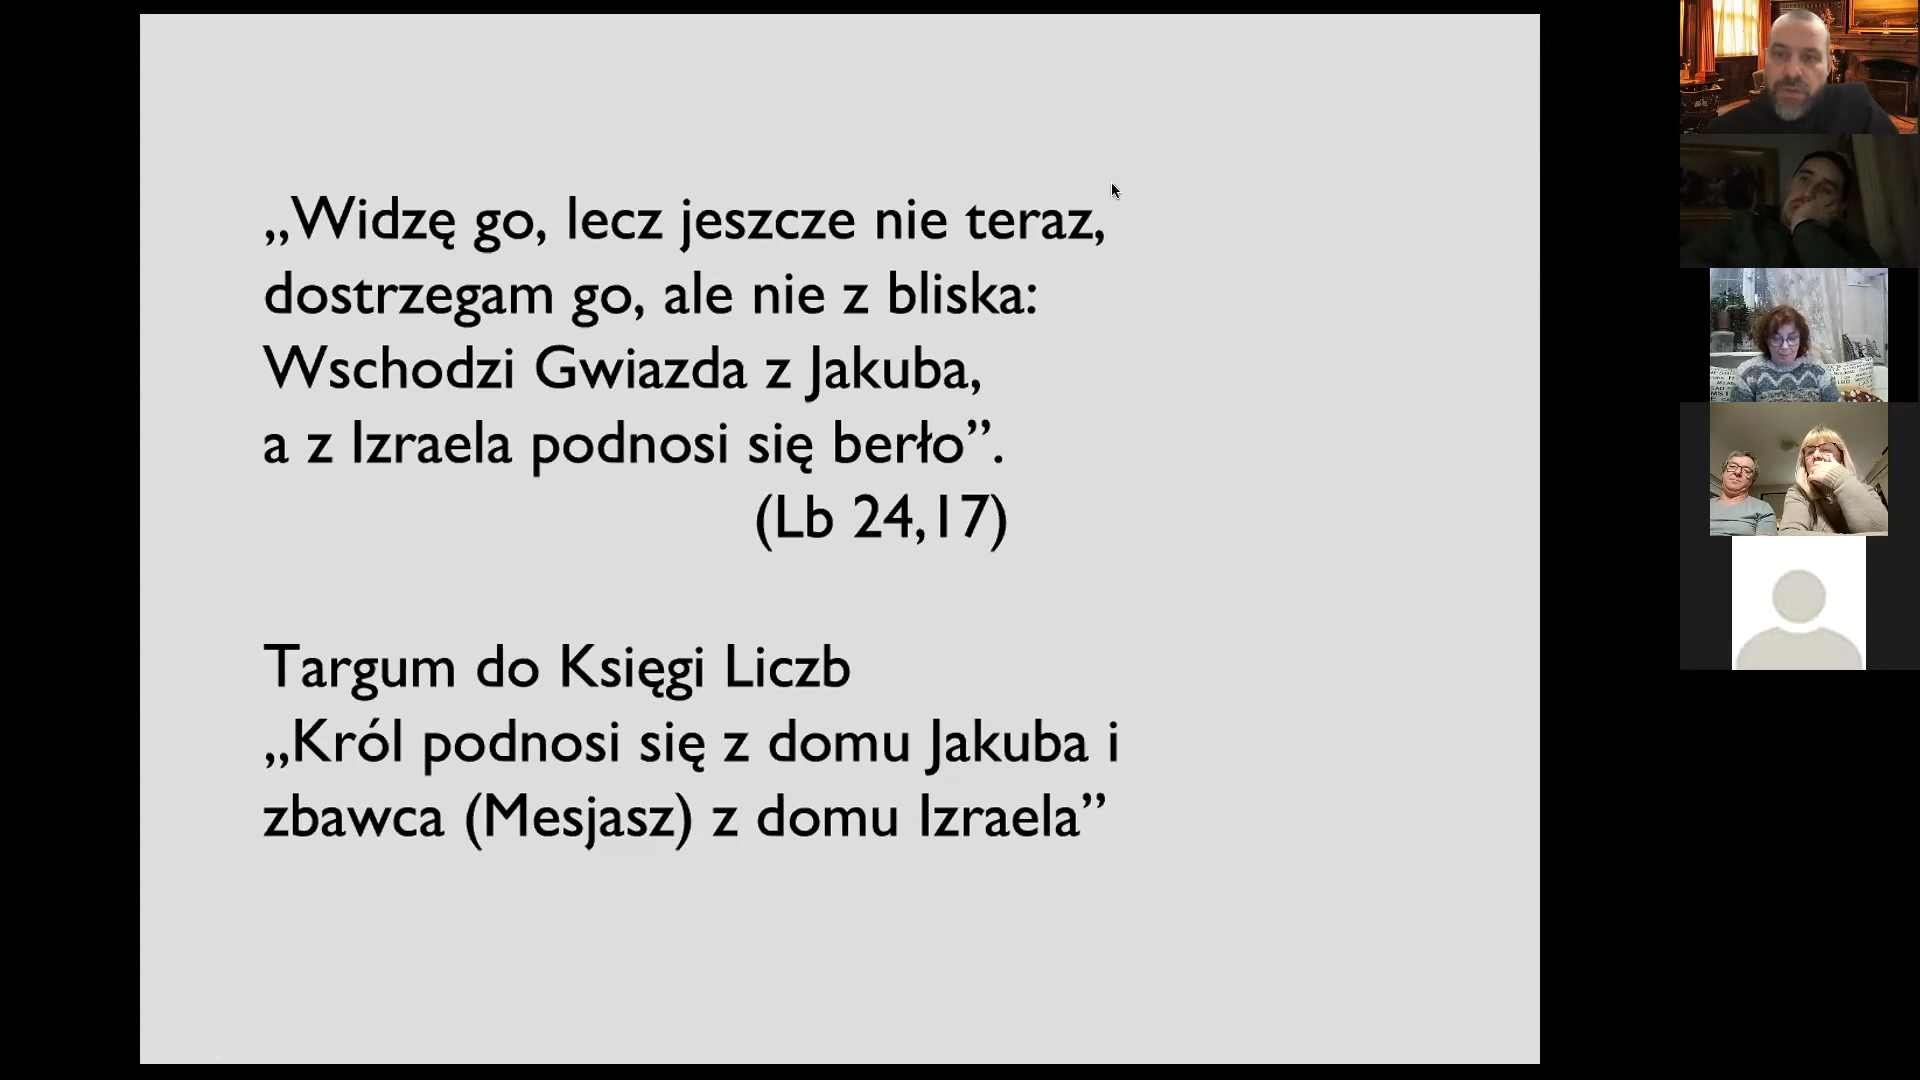 „Widzę go, lecz jeszcze nie teraz,
dostrzegam go, ale nie z bliska:
Wschodzi Gwiazda z Jakuba,
a z Izraela podnosi się berło”.
(Lb 24,17)
Targum do Księgi Liczb
„Król podnosi się z domu Jakuba i
zbawca (Mesjasz) z domu Izraela”